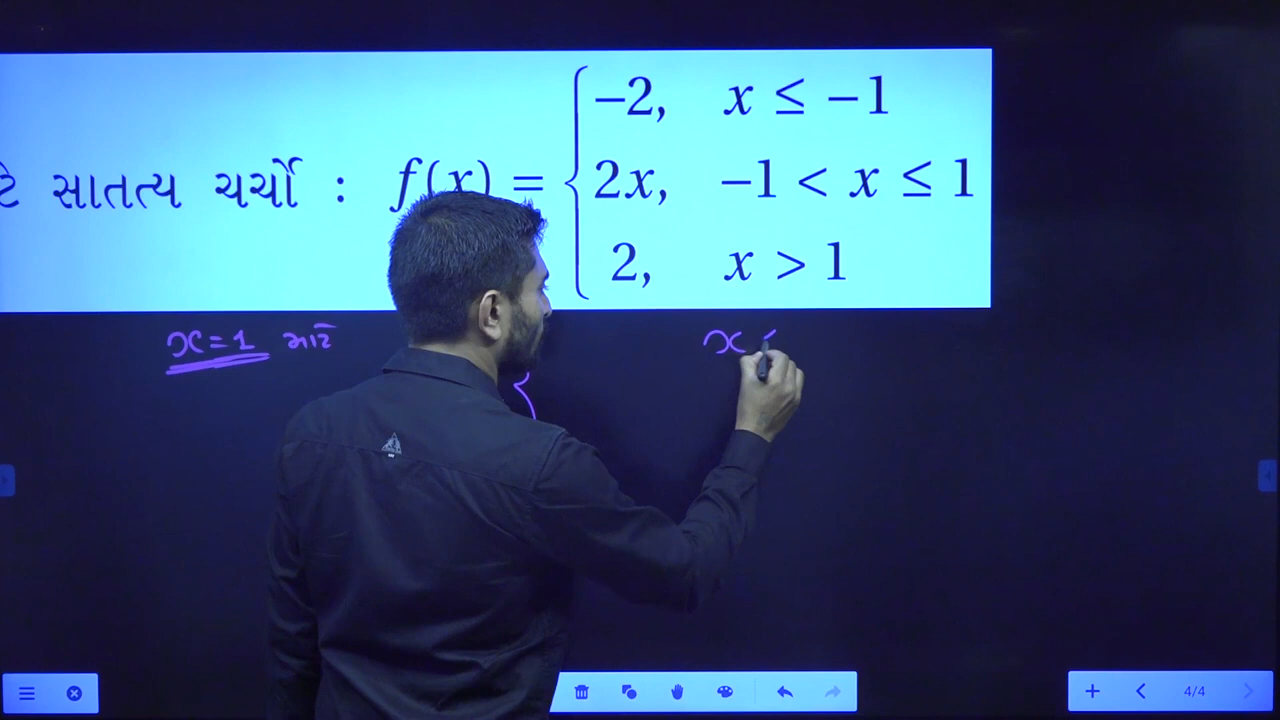 -2, x ≤ -1
સાતત્ય ચર્ચો : f(x) = { 2x, -1 < x ≤ 1
2, x > 1
x = 1 માટે
{
x <
4/4